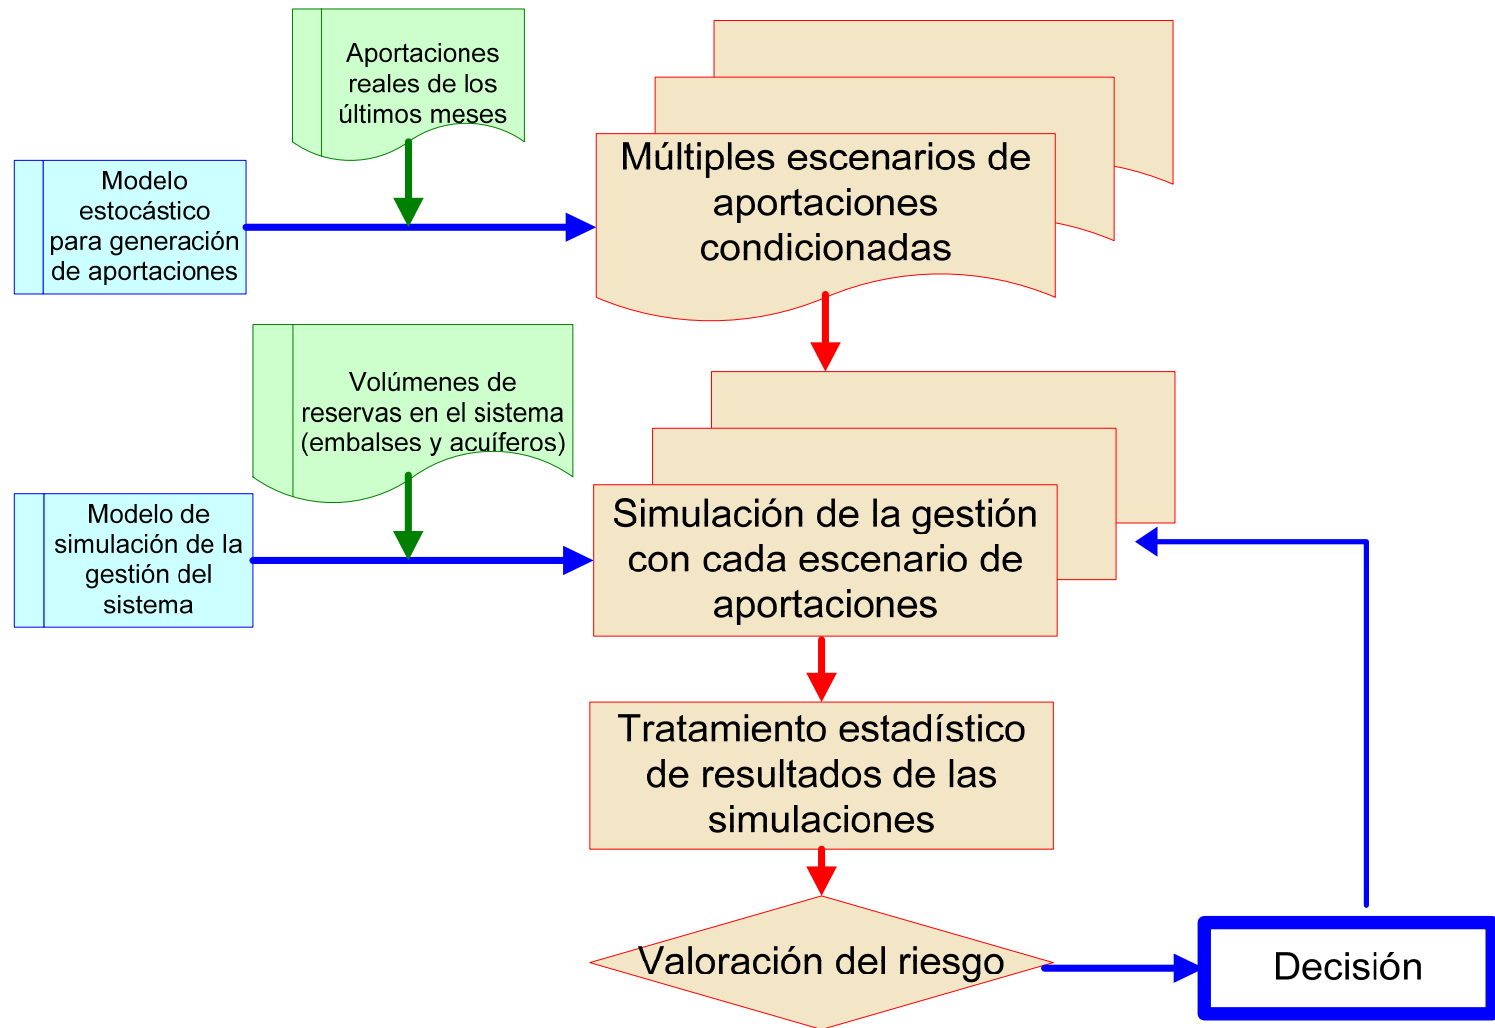 Aportaciones
reales de los
últimos meses
Múltiples escenarios de
aportaciones
condicionadas
Modelo
estocástico
para generación
de aportaciones
Volúmenes de
reservas en el sistema
(embalses y acuíferos)
Modelo de
simulación de la
gestión del
sistema
Simulación de la gestión
con cada escenario de
aportaciones
Tratamiento estadístico
de resultados de las
simulaciones
Valoración del riesgo
Decisión